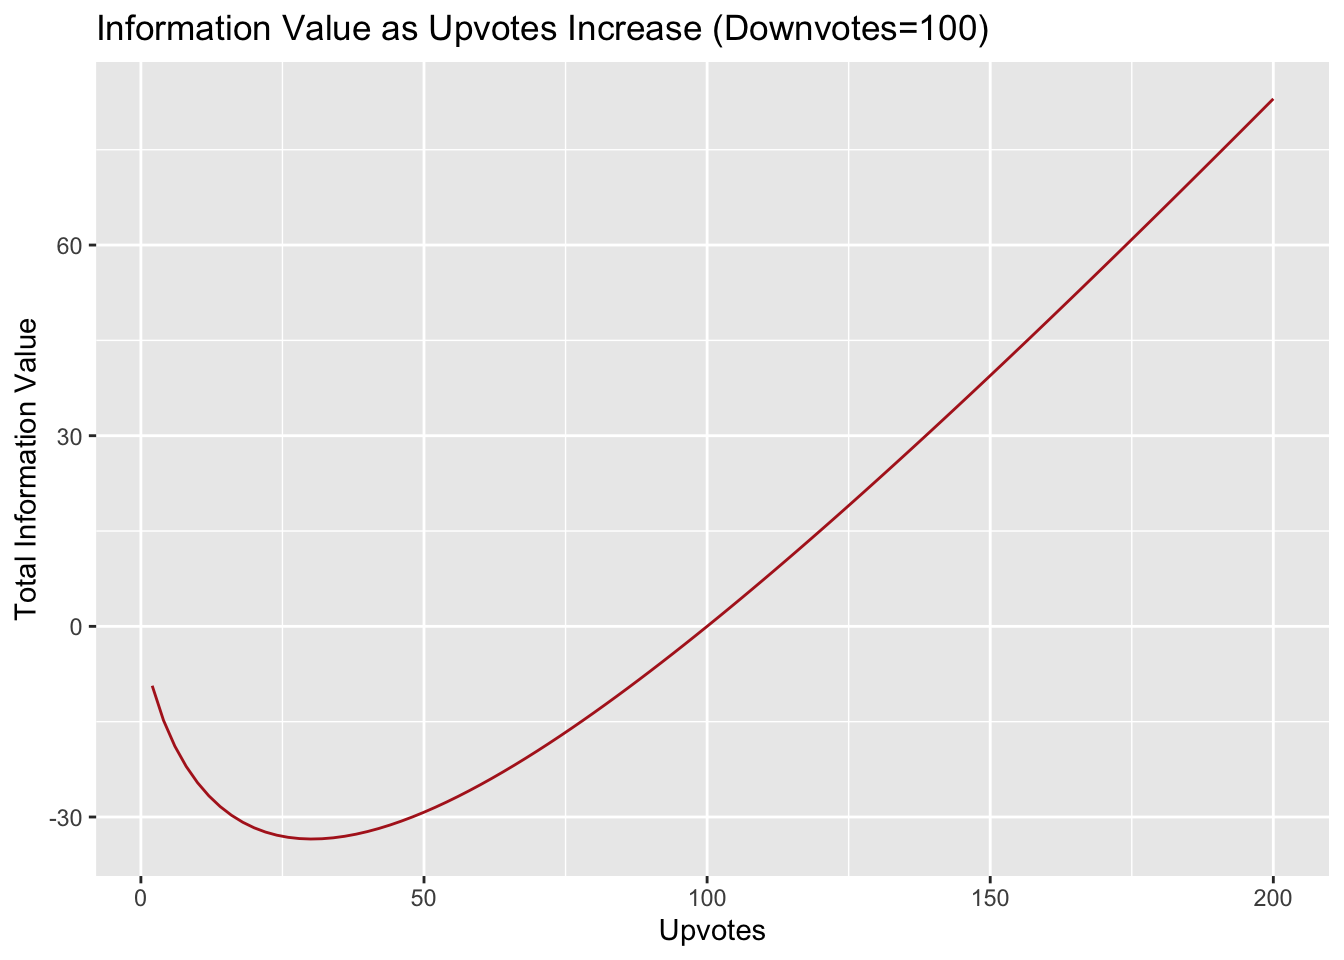 Information Value as Upvotes Increase (Downvotes=100)
Total Information Value
60
30
0
-30
0 50 100 150 200
Upvotes